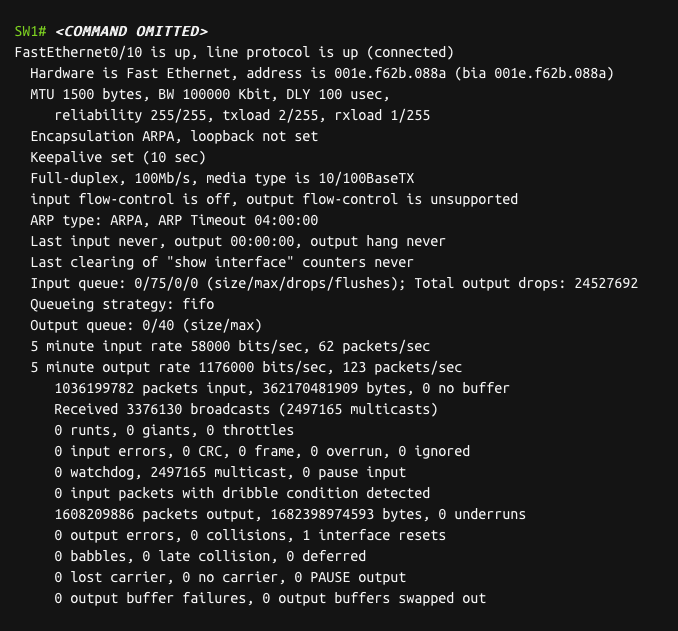 SW1# <COMMAND OMITTED>
FastEthernet0/10 is up, line protocol is up (connected)
Hardware is Fast Ethernet, address is 001e.f62b.088a (bia 001e.f62b.088a)
MTU 1500 bytes, BW 100000 Kbit, DLY 100 usec,
reliability 255/255, txload 2/255, rxload 1/255
Encapsulation ARPA, loopback not set
Keepalive set (10 sec)
Full-duplex, 100Mb/s, media type is 10/100BaseTX
input flow-control is off, output flow-control is unsupported
ARP type: ARPA, ARP Timeout 04:00:00
Last input never, output 00:00:00, output hang never
Last clearing of "show interface" counters never
Input queue: 0/75/0/0 (size/max/drops/flushes); Total output drops: 24527692
Queueing strategy: fifo
Output queue: 0/40 (size/max)
5 minute input rate 58000 bits/sec, 62 packets/sec
5 minute output rate 1176000 bits/sec, 123 packets/sec
1036199782 packets input, 362170481909 bytes, 0 no buffer
Received 3376130 broadcasts (2497165 multicasts)
0 runts, 0 giants, 0 throttles
0 input errors, 0 CRC, 0 frame, 0 overrun, 0 ignored
0 watchdog, 2497165 multicast, 0 pause input
0 input packets with dribble condition detected
1608209886 packets output, 1682398974593 bytes, 0 underruns
0 output errors, 0 collisions, 1 interface resets
0 babbles, 0 late collision, 0 deferred
0 lost carrier, 0 no carrier, 0 PAUSE output
0 output buffer failures, 0 output buffers swapped out